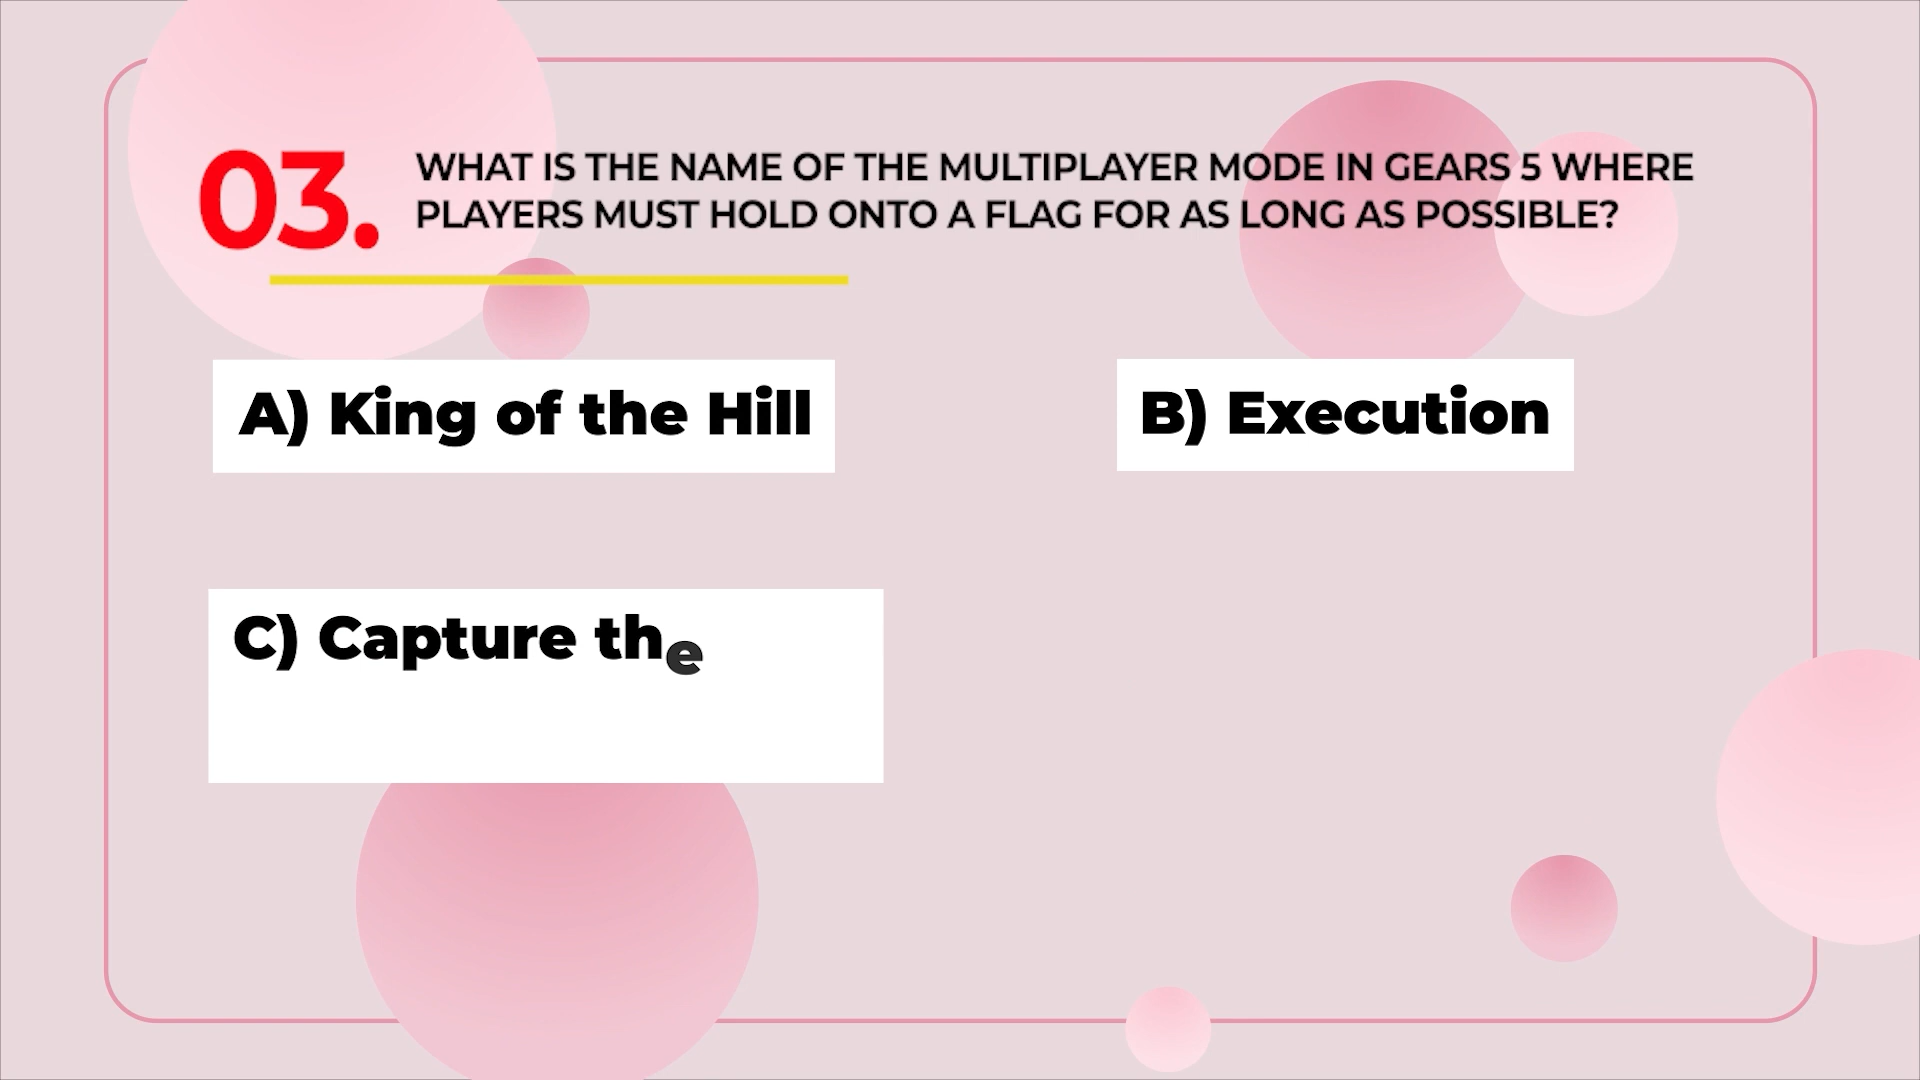 03.
WHAT IS THE NAME OF THE MULTIPLAYER MODE IN GEARS 5 WHERE
PLAYERS MUST HOLD ONTO A FLAG FOR AS LONG AS POSSIBLE?
A) King of the Hill
B) Execution
C) Capture the